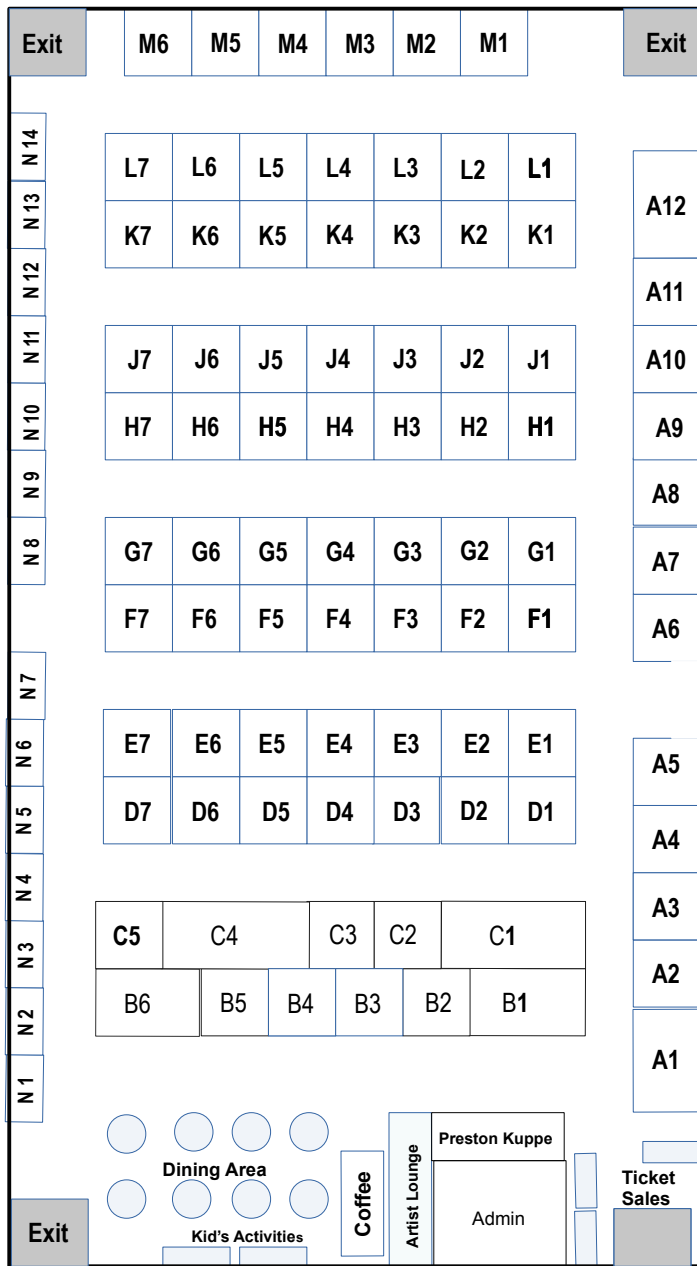 Exit M6 M5 M4 M3 M2 M1 Exit
N 14
L7 L6 L5 L4 L3 L2 L1
A12
N 13
K7 K6 K5 K4 K3 K2 K1
N 12
A11
N 11
J7 J6 J5 J4 J3 J2 J1
A10
N 10
H7 H6 H5 H4 H3 H2 H1
A9
N 9
A8
N 8
G7 G6 G5 G4 G3 G2 G1
A7
F7 F6 F5 F4 F3 F2 F1
A6
N 7
N 6
E7 E6 E5 E4 E3 E2 E1
A5
N 5
D7 D6 D5 D4 D3 D2 D1
A4
N 4
C5 C4 C3 C2 C1
A3
N 3
A2
N 2
B6 B5 B4 B3 B2 B1
A1
N 1
Preston Kuppe
Dining Area
Coffee
Artist Lounge
Admin
Ticket
Sales
Kid's Activities
Exit